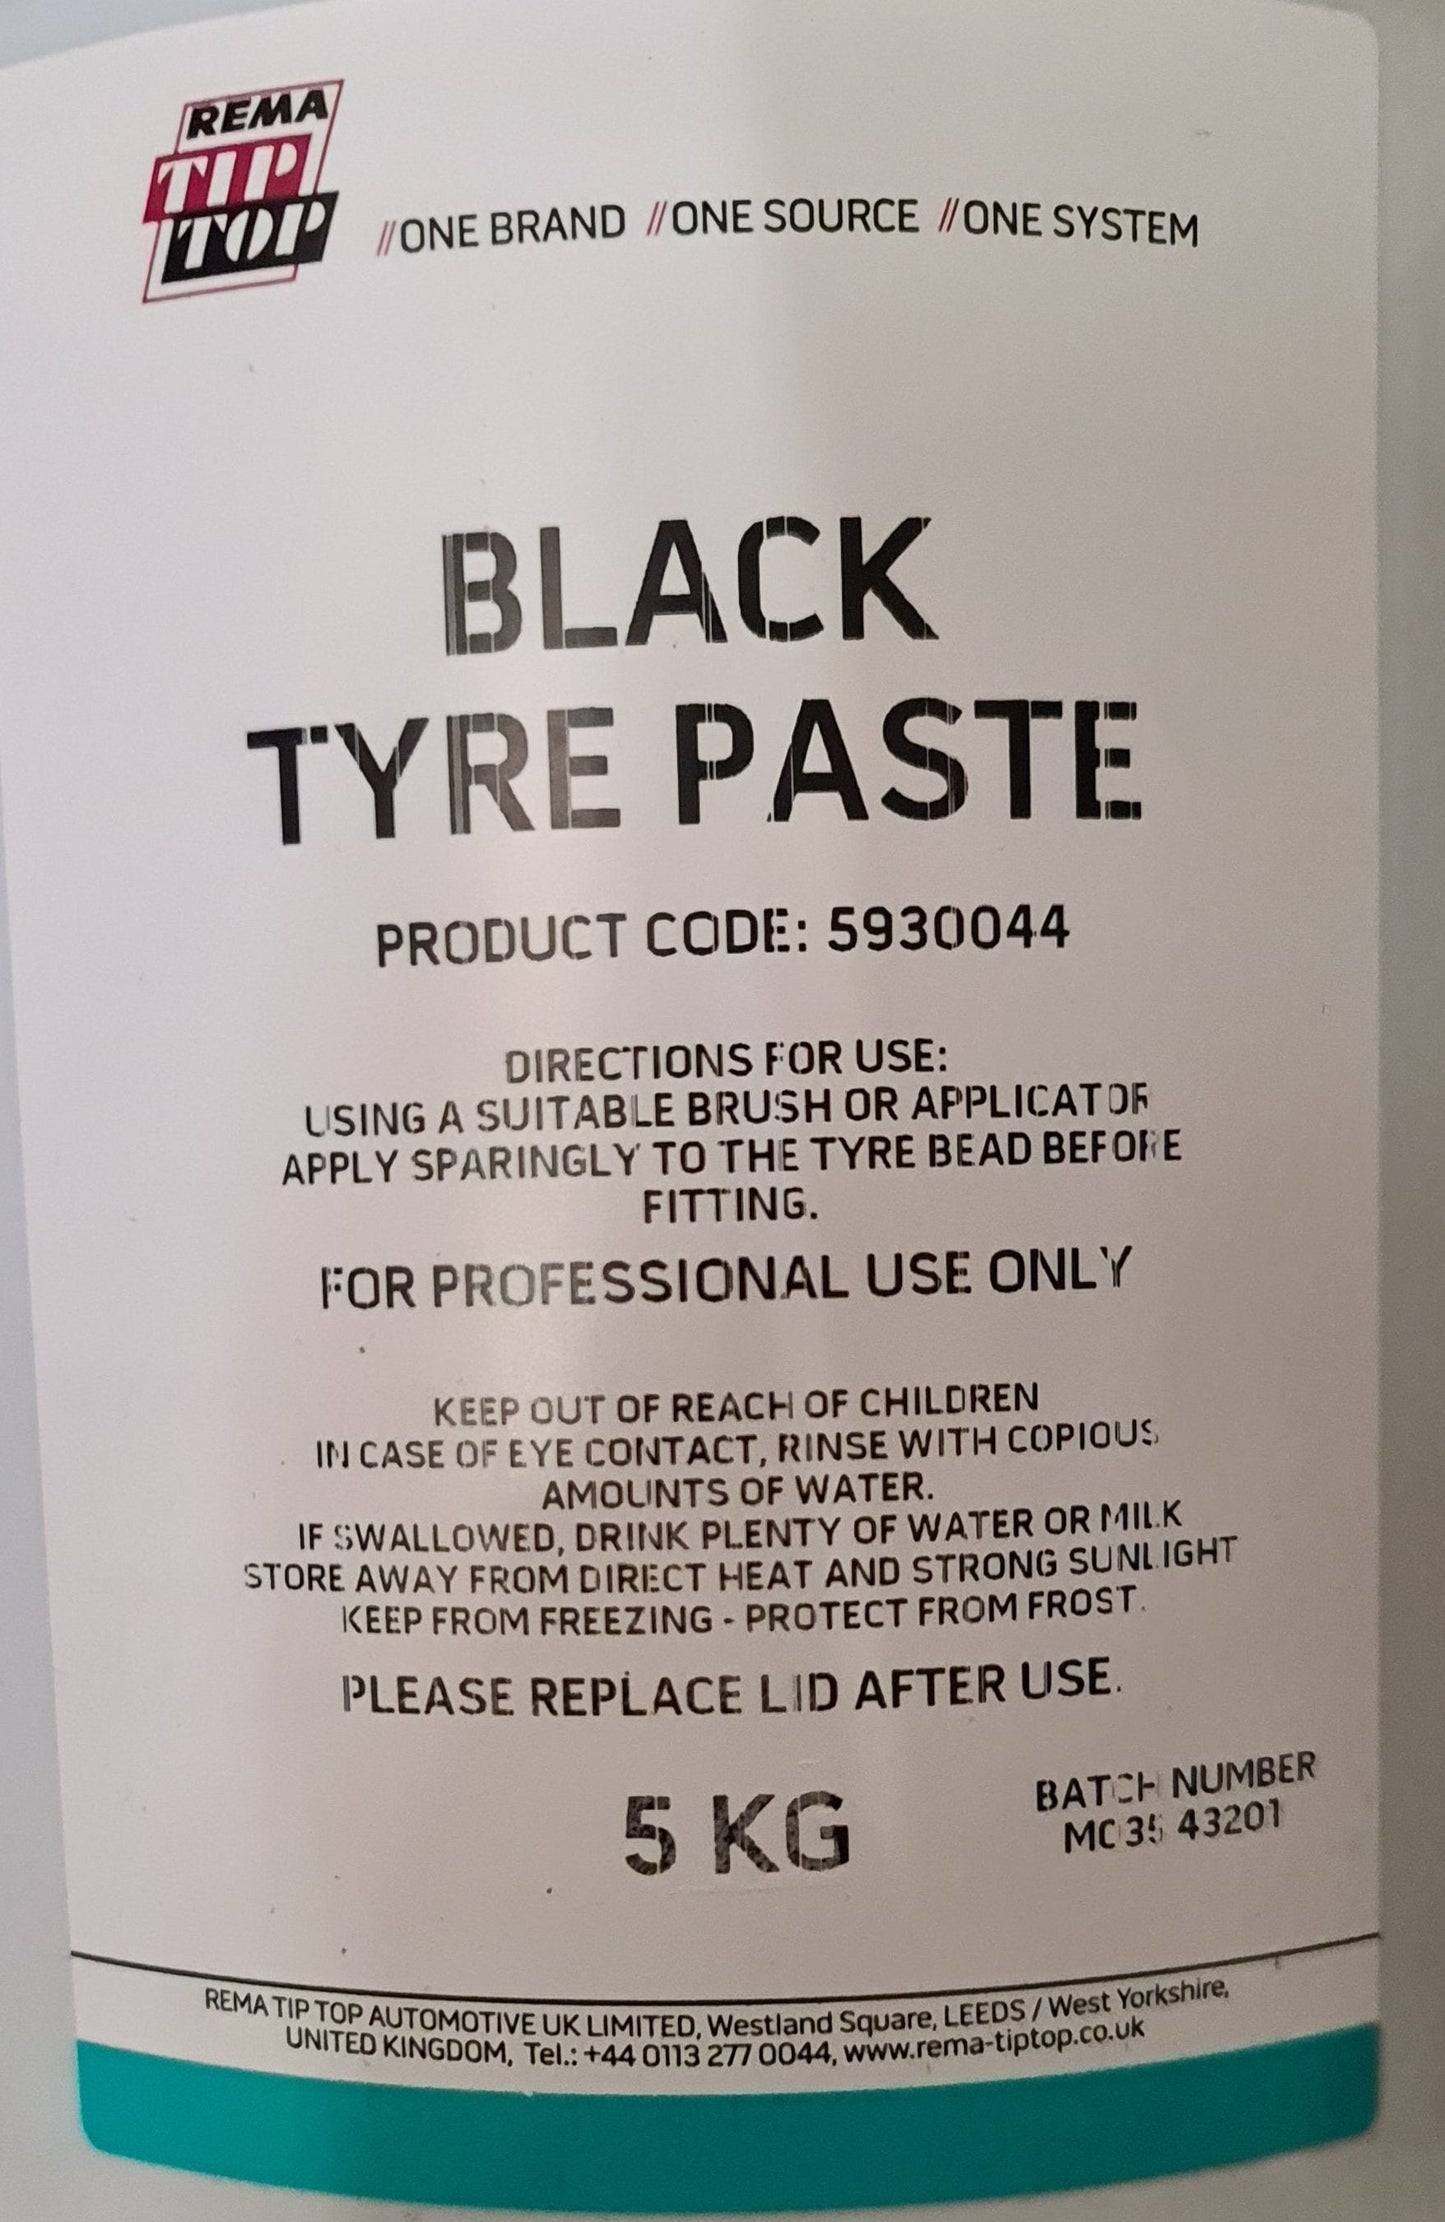 REMA
TIP
TOP
//ONE BRAND //ONE SOURCE //ONE SYSTEM
BLACK
TYRE PASTE
PRODUCT CODE: 5930044
DIRECTIONS FOR USE:
USING A SUITABLE BRUSH OR APPLICATOR
APPLY SPARINGLY TO THE TYRE BEAD BEFORE
FITTING.
FOR PROFESSIONAL USE ONLY
KEEP OUT OF REACH OF CHILDREN
IN CASE OF EYE CONTACT, RINSE WITH COPIOUS
AMOUNTS OF WATER.
IF SWALLOWED, DRINK PLENTY OF WATER OR MILK
STORE AWAY FROM DIRECT HEAT AND STRONG SUNLIGHT
KEEP FROM FREEZING - PROTECT FROM FROST.
PLEASE REPLACE LID AFTER USE.
5 KG
BATCH NUMBER
MC35 43201
REMA TIP TOP AUTOMOTIVE UK LIMITED, Westland Square, LEEDS / West Yorkshire,
UNITED KINGDOM, Tel.: +44 0113 277 0044, www.rema-tiptop.co.uk